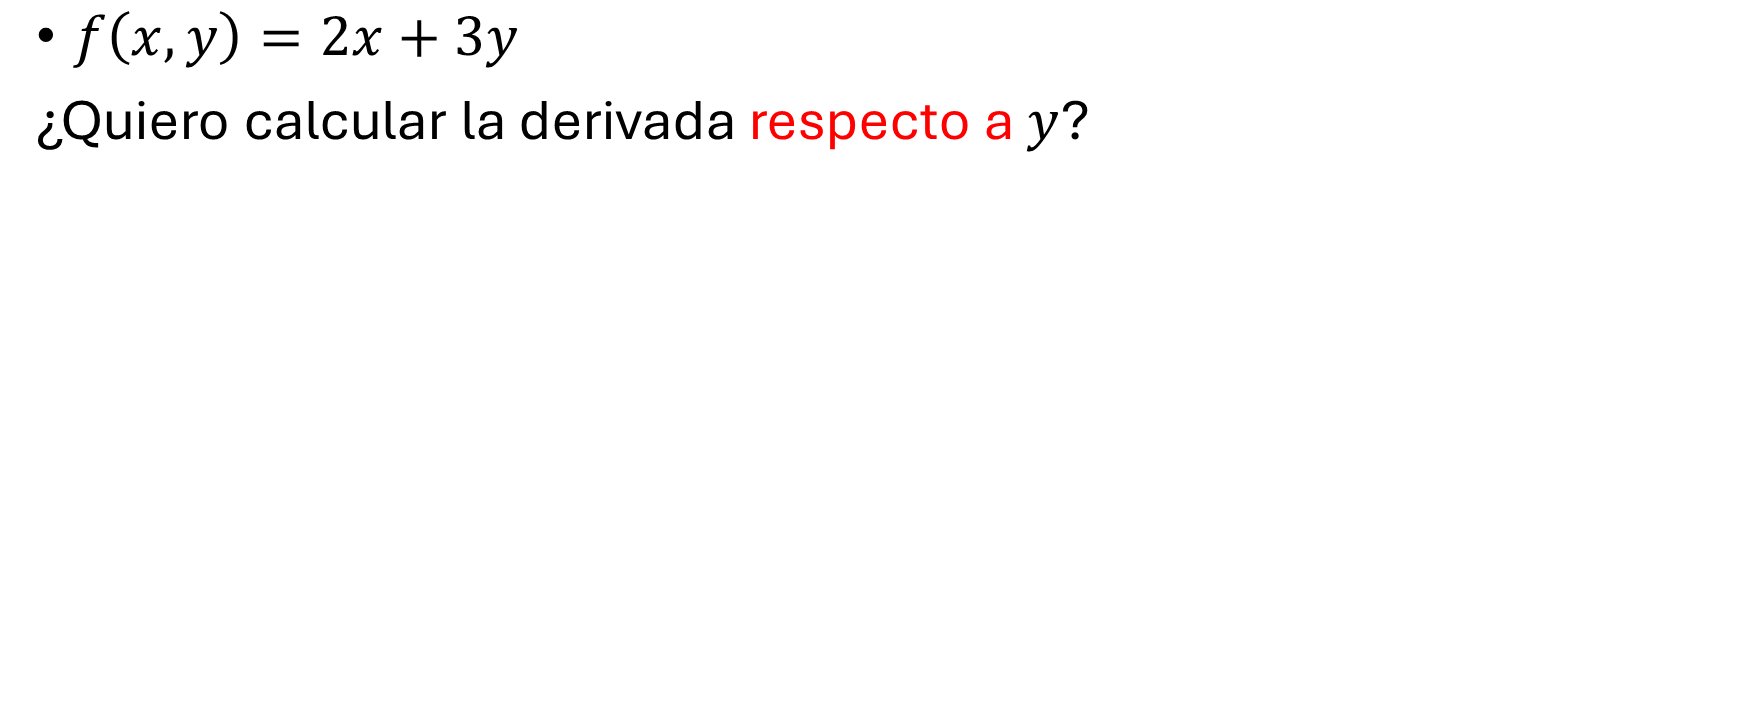 • f(x, y) = 2x + 3y
¿Quiero calcular la derivada respecto a y?